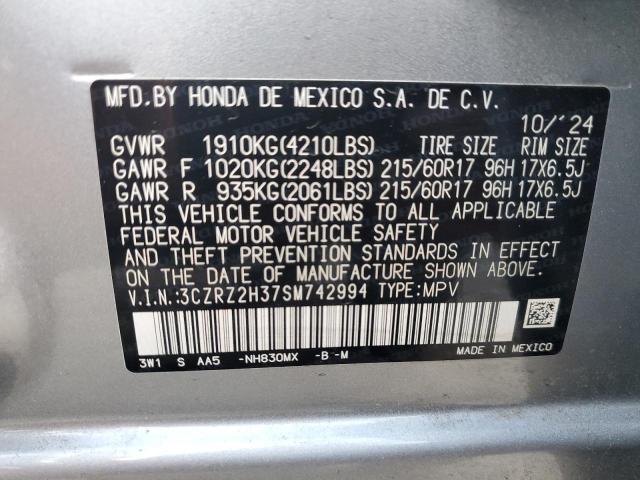 MFD. BY HONDA DE MEXICO S.A. DE C.V.
10/'24
GVWR 1910KG(4210LBS) TIRE SIZE RIM SIZE
GAWR F 1020KG(2248LBS) 215/60R17 96H 17X6.5J
GAWR R 935KG(2061LBS) 215/60R17 96H 17X6.5J
THIS VEHICLE CONFORMS TO ALL APPLICABLE
FEDERAL MOTOR VEHICLE SAFETY
AND THEFT PREVENTION STANDARDS IN EFFECT
ON THE DATE OF MANUFACTURE SHOWN ABOVE.
V.I.N.:3CZRZ2H37SM742994 TYPE:MPV
3W1 S AA5 -NH830MX -B -M
MADE IN MEXICO